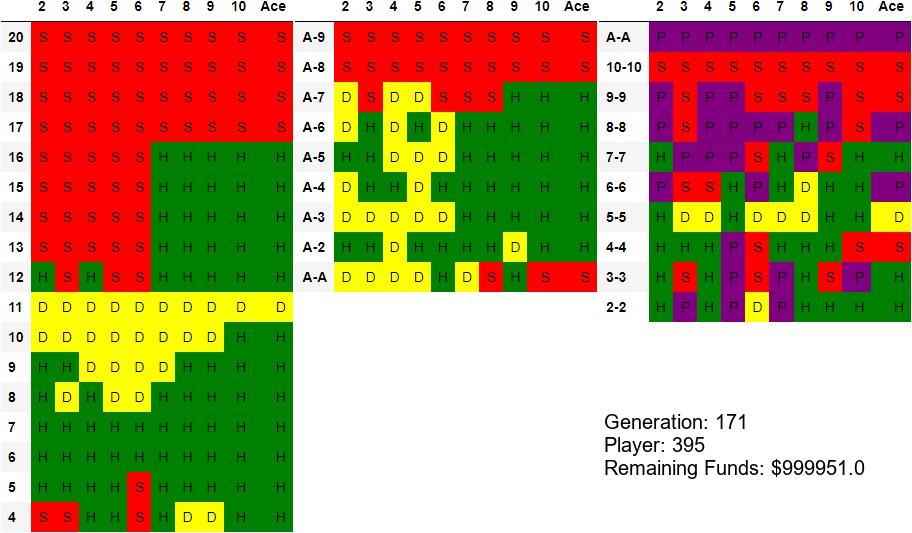 2 3 4 5 6 7 8 9 10 Ace
20 S S S S S S S S S S
19 S S S S S S S S S S
18 S S S S S S S S S S
17 S S S S S S S S S S
16 S S S S S H H H H H
15 S S S S S H H H H H
14 S S S S S H H H H H
13 S S S S S H H H H H
12 H S H S S H H H H H
11 D D D D D D D D D D
10 D D D D D D D D H H
9 H H D D D D H H H H
8 H D H D D H H H H H
7 H H H H H H H H H H
6 H H H H H H H H H H
5 H H H H S H H H H H
4 S S H H S H D D H H
2 3 4 5 6 7 8 9 10 Ace
A-9 S S S S S S S S S S
A-8 S S S S S S S S S S
A-7 D S D D S S S H H H
A-6 D H D H D H H H H H
A-5 H H D D D H H H H H
A-4 D H H D H H H H H H
A-3 D D D D D H H H H H
A-2 H H D H H H H D H H
A-A D D D D H D S H S S
2 3 4 5 6 7 8 9 10 Ace
A-A P P P P P P P P P P
10-10 S S S S S S S S S S
9-9 P S P P S S S P S S
8-8 P S P P P P H P S P
7-7 H P P P S H P S H H
6-6 P S S H P H D H H P
5-5 H D D H D D D H H D
4-4 H H H P S H H H S S
3-3 H S H P S P H S P H
2-2 H P H P D P H H H H
Generation: 171
Player: 395
Remaining Funds: $999951.0